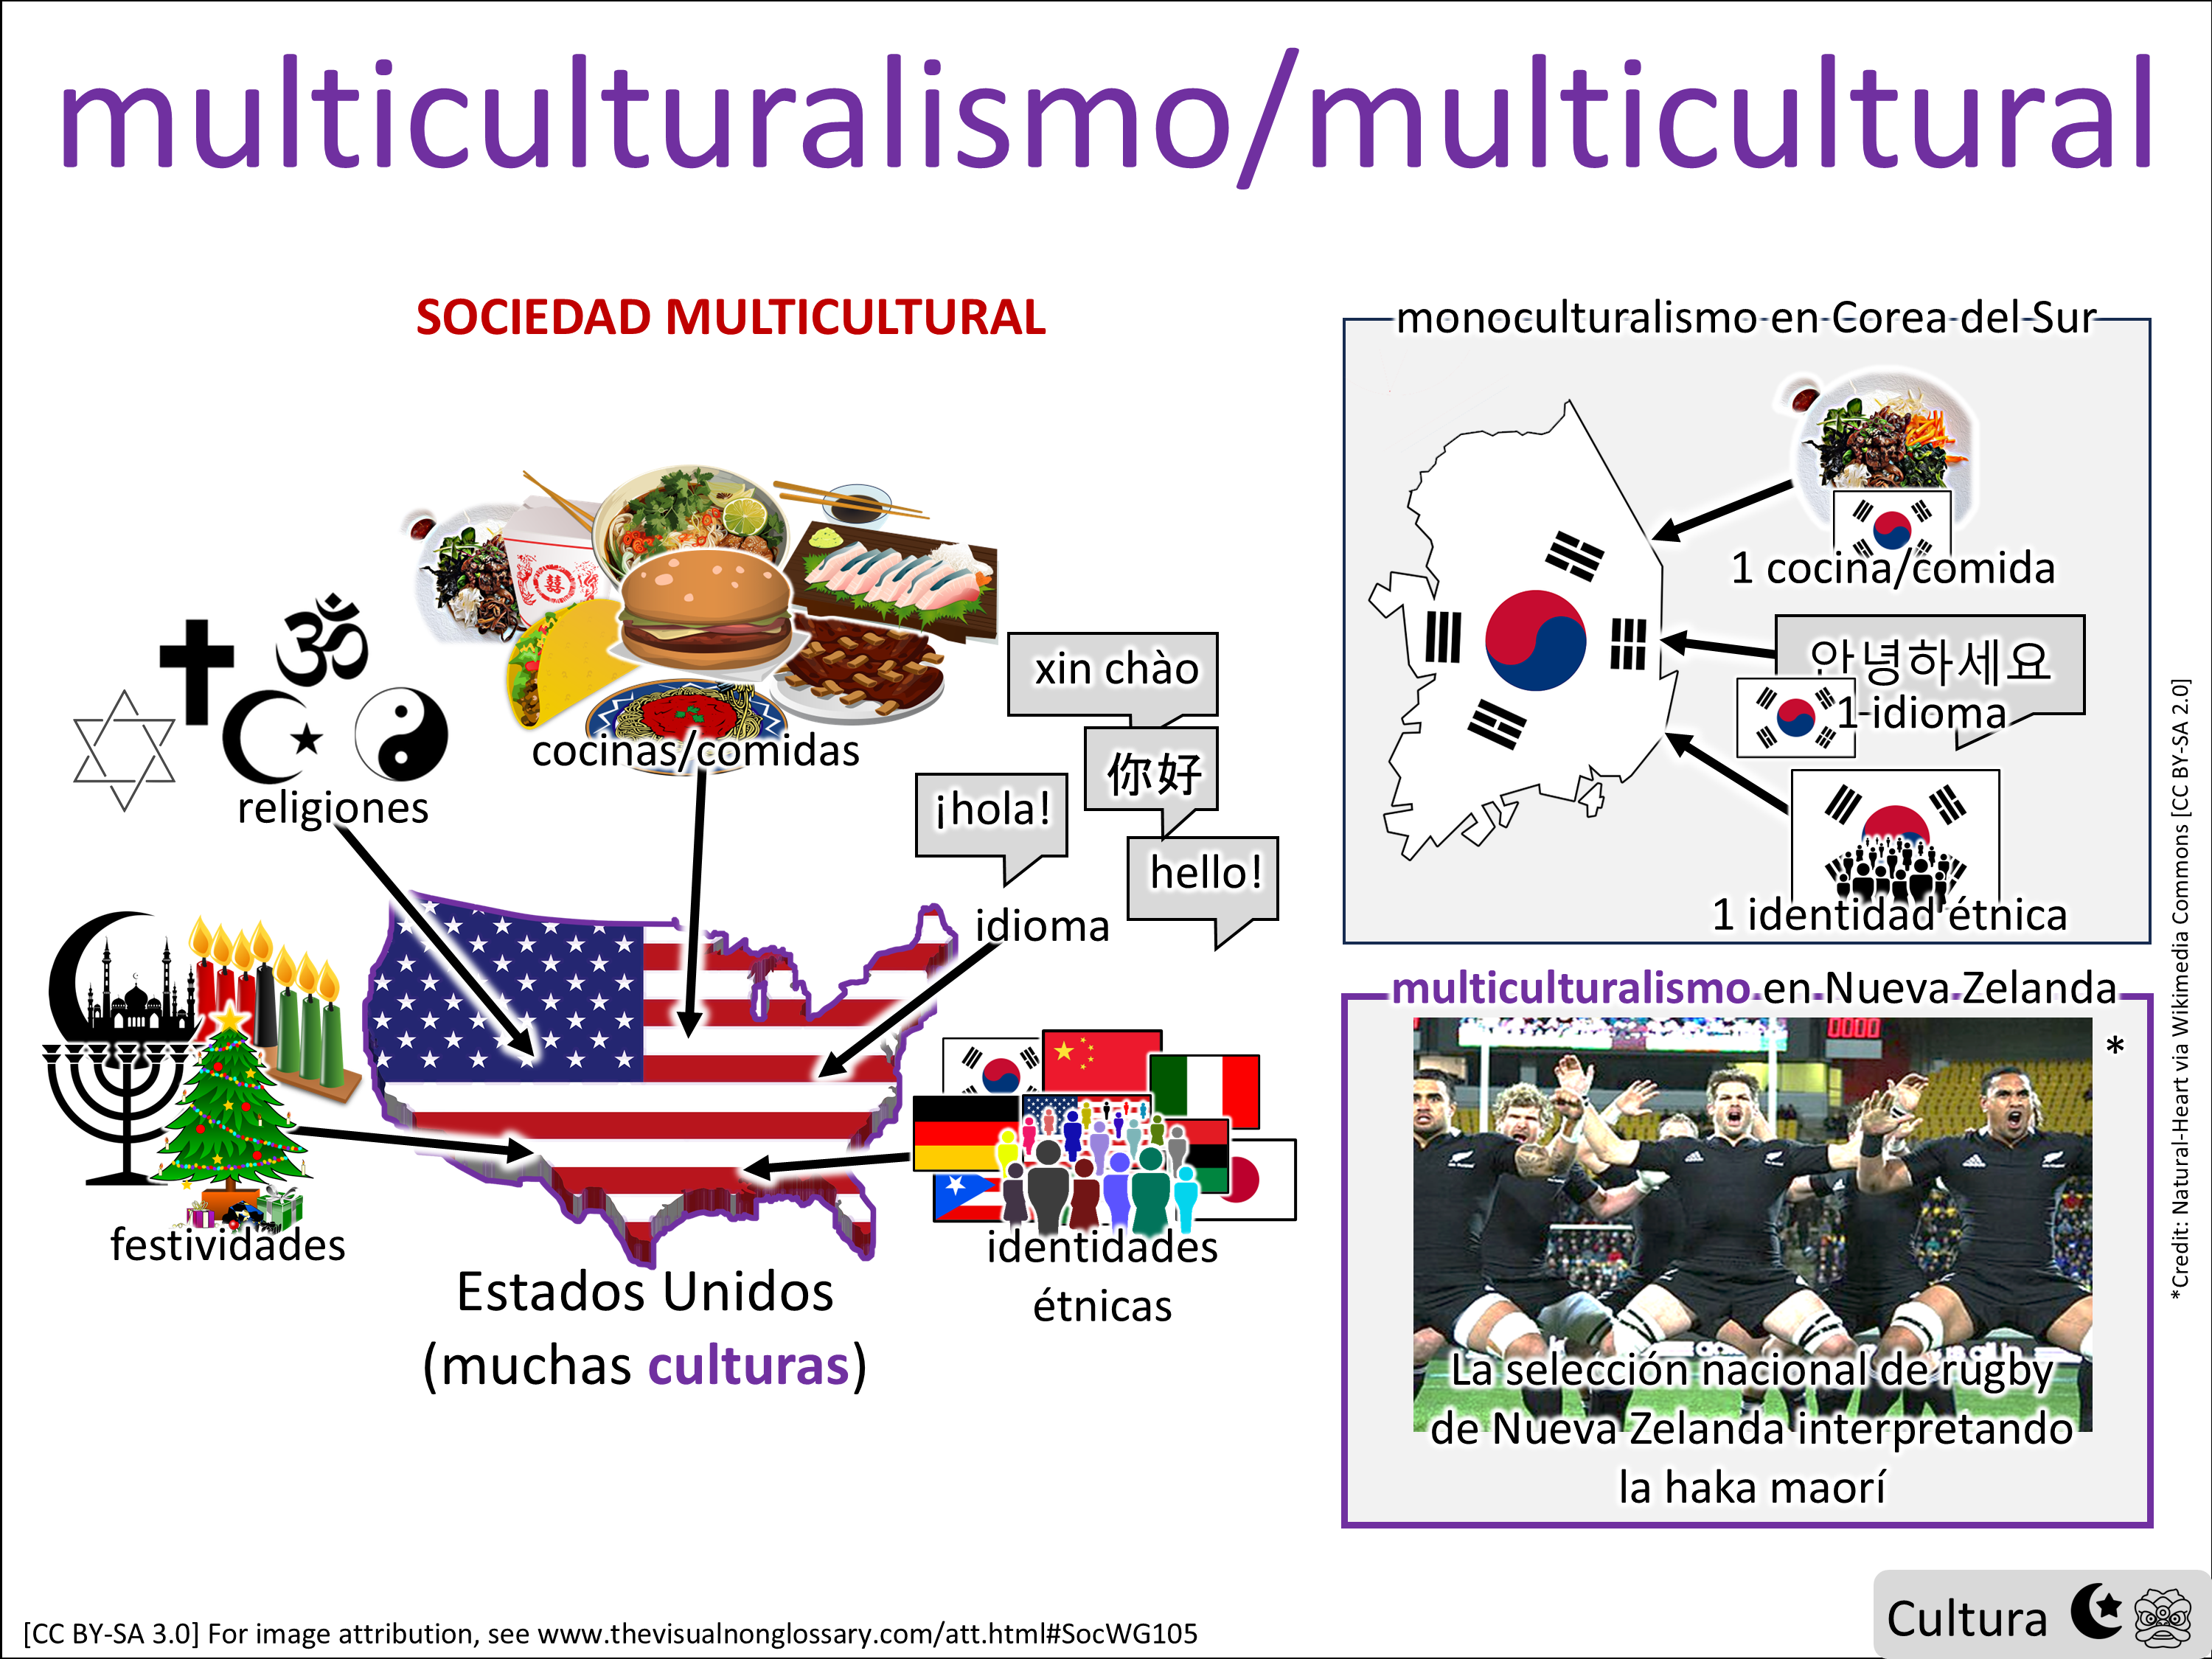 multiculturalismo/multicultural
SOCIEDAD MULTICULTURAL
cocinas/comidas
religiones
xin chào
你好
¡hola!
hello!
idioma
festividades
identidades
étnicas
Estados Unidos
(muchas culturas)
monoculturalismo en Corea del Sur
1 cocina/comida
안녕하세요
1 idioma
1 identidad étnica
multiculturalismo en Nueva Zelanda
*
La selección nacional de rugby
de Nueva Zelanda interpretando
la haka maorí
*Credit: Natural-Heart via Wikimedia Commons [CC BY-SA 2.0]
Cultura
[CC BY-SA 3.0] For image attribution, see www.thevisualnonglossary.com/att.html#SocWG105